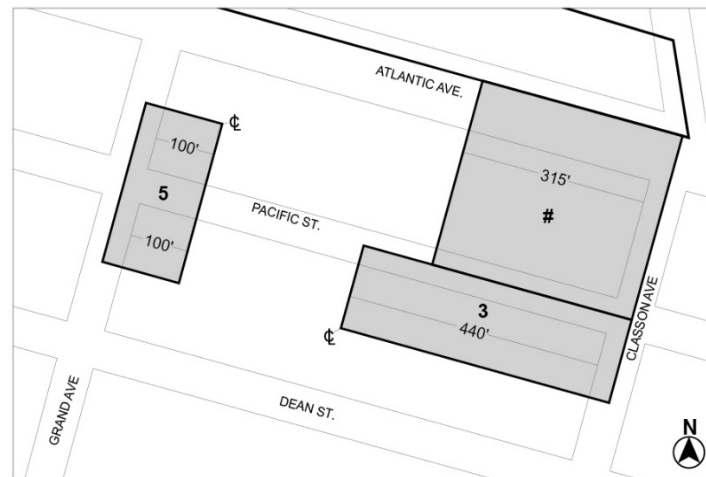 ATLANTIC AVE.
℄
100'
315'
5
PACIFIC ST.
#
100'
3
440'
CLASSON AVE
℄
DEAN ST.
GRAND AVE
N